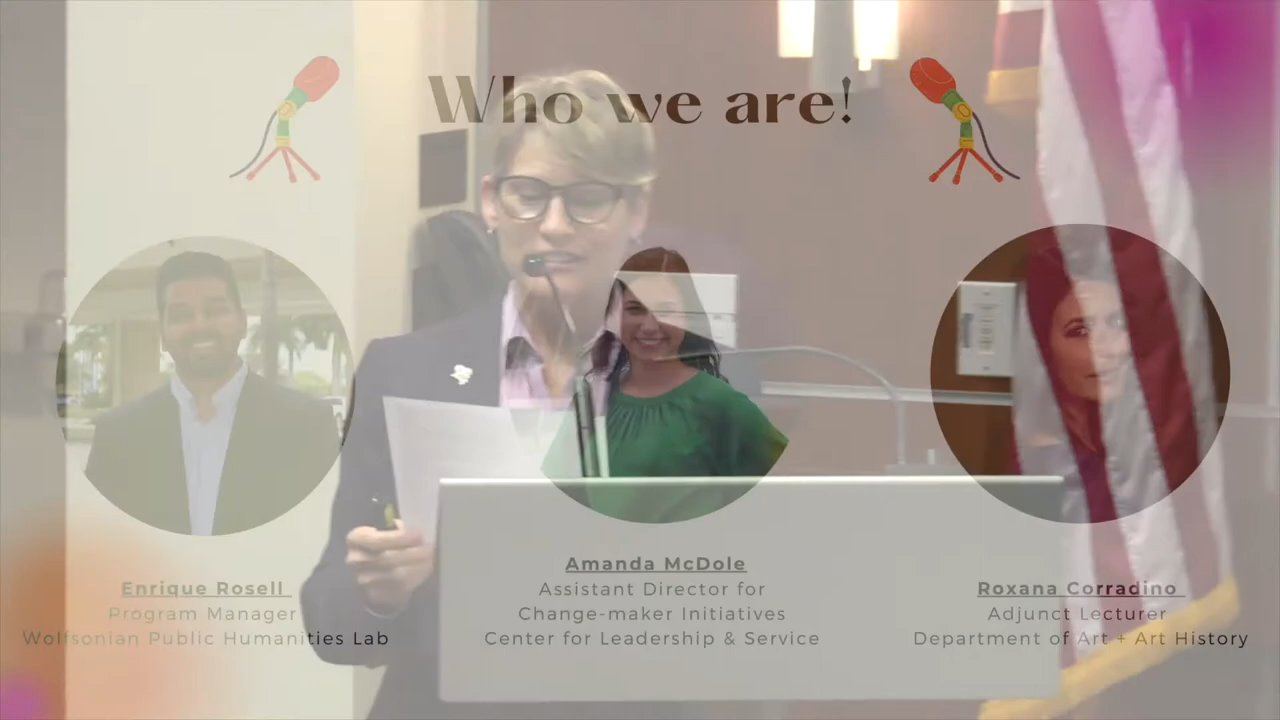 Who we are!
Enrique Rosell
Program Manager
Wolfsonian Public Humanities Lab
Amanda McDole
Assistant Director for
Change-maker Initiatives
Center for Leadership & Service
Roxana Corradino
Adjunct Lecturer
Department of Art + Art History